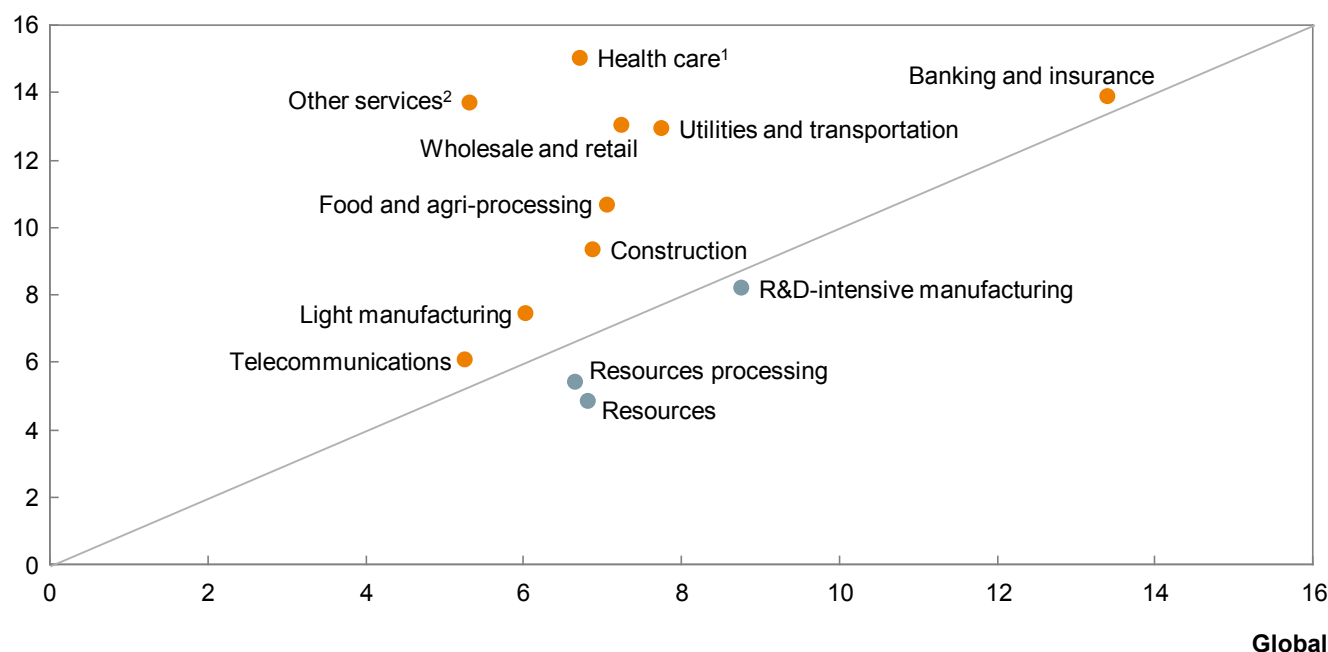 16
Health care¹
Banking and insurance
14
Other services²
Utilities and transportation
Wholesale and retail
12
Food and agri-processing
10
Construction
R&D-intensive manufacturing
8
Light manufacturing
Telecommunications
6
Resources processing
Resources
4
2
0
0 2 4 6 8 10 12 14 16
Global